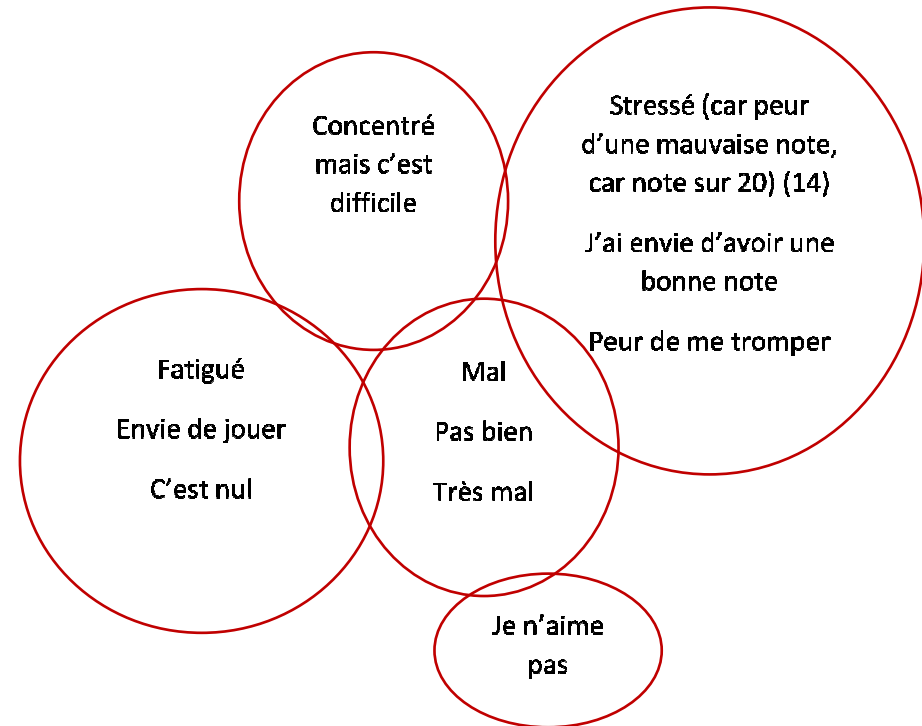 Concentré
mais c'est
difficile
Stressé (car peur
d'une mauvaise note,
car note sur 20) (14)
J'ai envie d'avoir une
bonne note
Peur de me tromper
Fatigué
Envie de jouer
C'est nul
Mal
Pas bien
Très mal
Je n'aime
pas